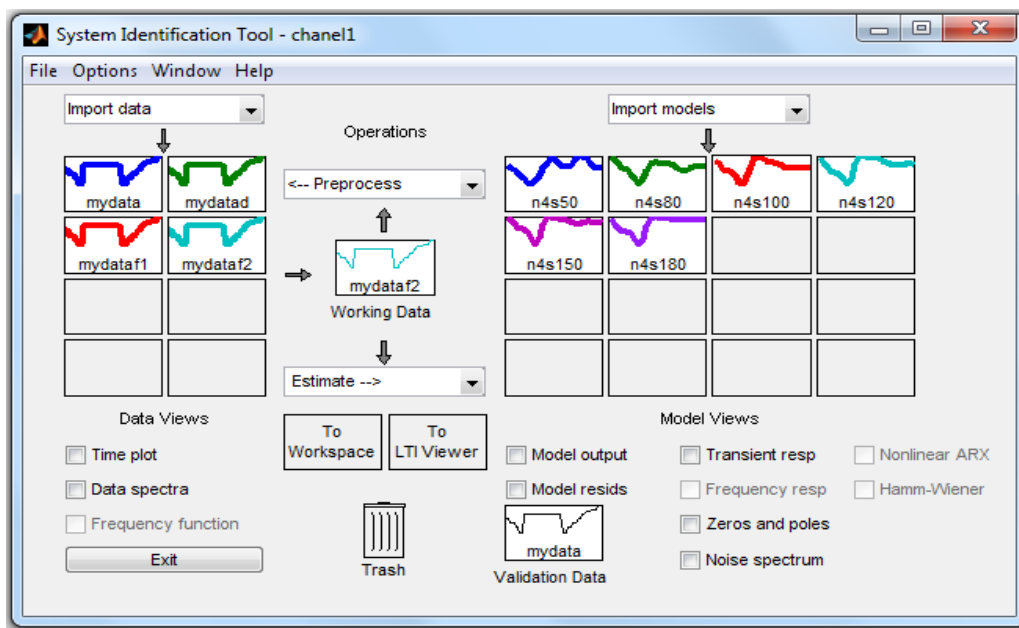 System Identification Tool - chanel1
File Options Window Help
Import data
Operations
Import models
mydata
mydatad
<-- Preprocess
n4s50
n4s80
n4s100
n4s120
mydataf1
mydataf2
mydataf2
Working Data
n4s150
n4s180
Estimate -->
Data Views
To Workspace
To LTI Viewer
Model Views
Time plot
Data spectra
Frequency function
Exit
Trash
Model output
Model resids
mydata
Validation Data
Transient resp
Frequency resp
Zeros and poles
Noise spectrum
Nonlinear ARX
Hamm-Wiener